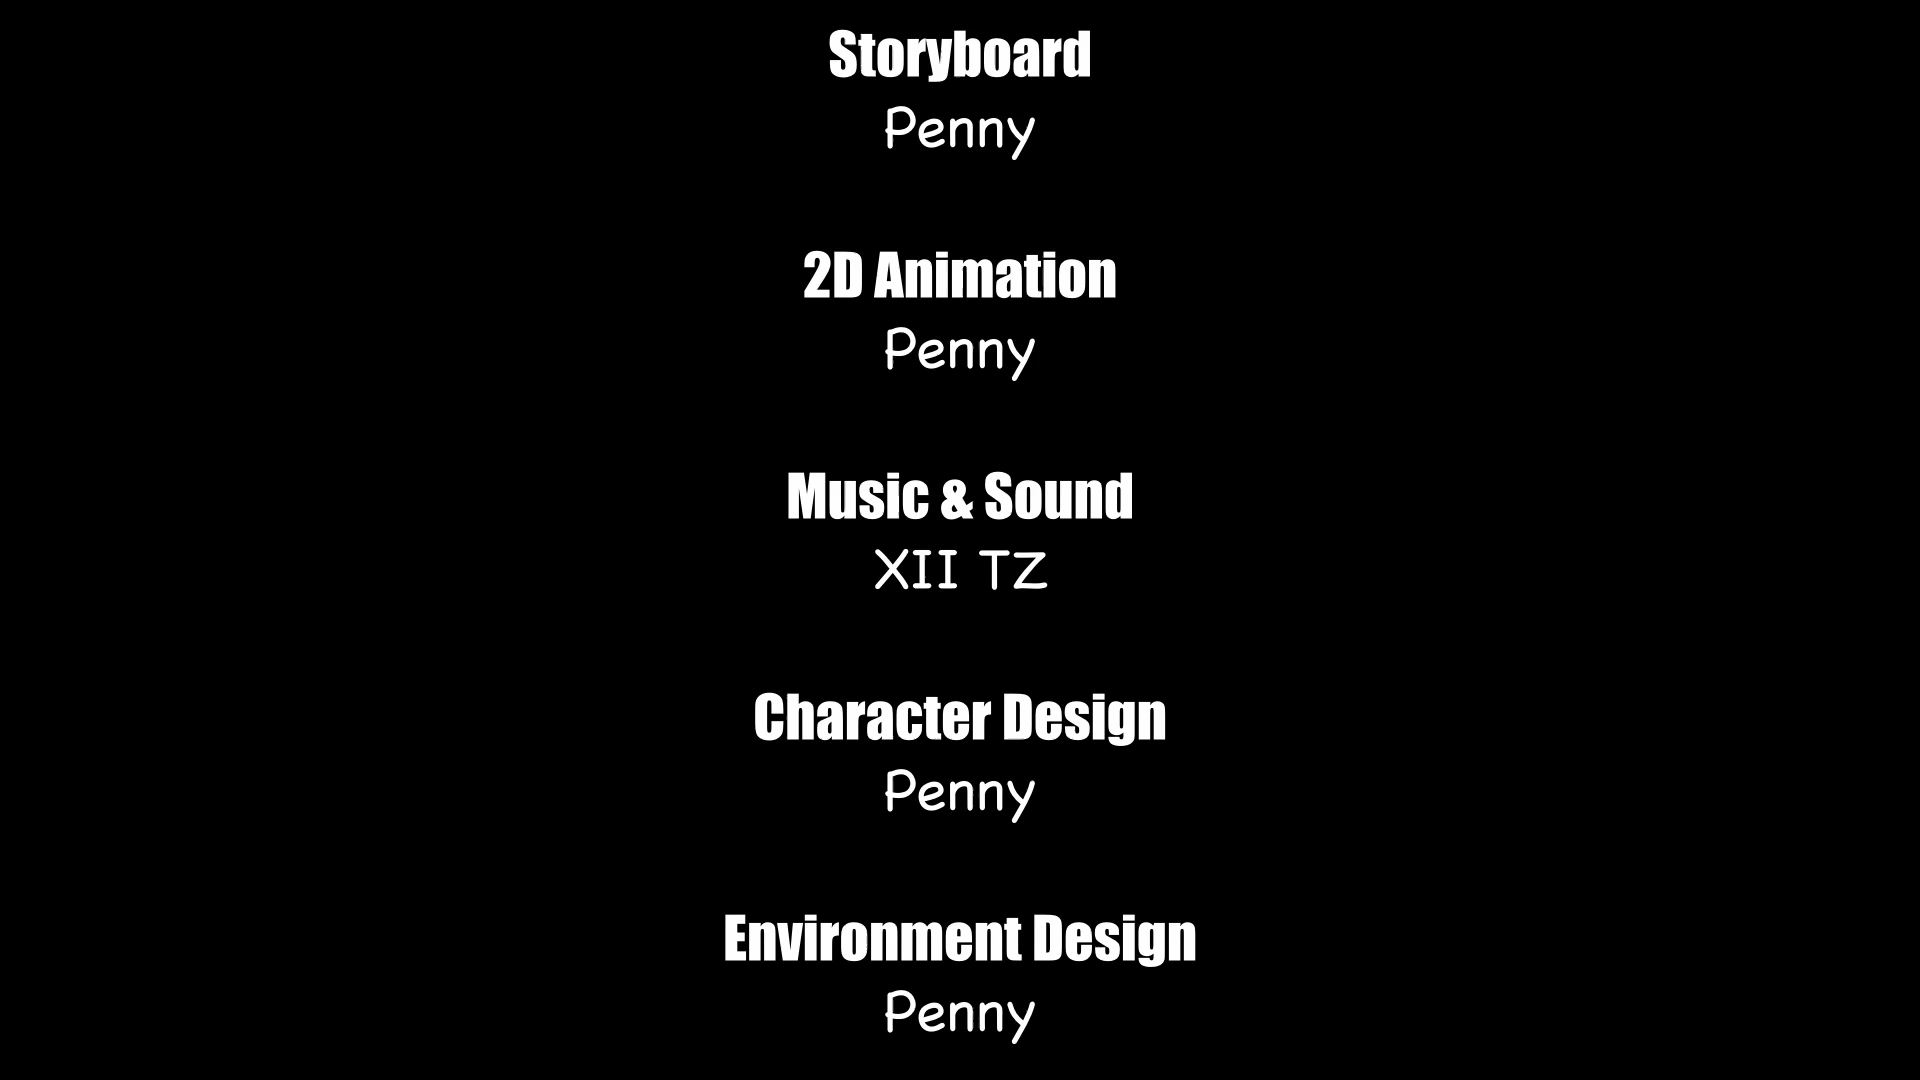 Storyboard
Penny
2D Animation
Penny
Music & Sound
XII TZ
Character Design
Penny
Environment Design
Penny